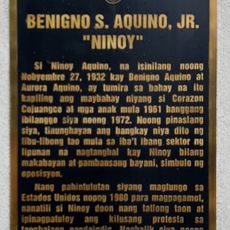 BENIGNO S. AQUINO, JR.
"NINOY"
Si Ninoy Aquino, na isinilang noong
Nobyembre 27, 1932 kay Benigno Aquino at
Aurora Aquino, ay tumira sa bahay na ito
kapiling ang maybahay niyang si Corazon
Cojuangco at mga anak mula 1961 hanggang
ibilanggo siya noong 1972. Noong pinaslang
siya, tinunghayan ang bangkay niya dito ng
libu-libong tao mula sa iba't ibang sektor ng
lipunan na nagtanghal kay Ninoy bilang
makabayan at pambansang bayani, simbulo ng
oposisyon.
Nang pahintulutan siyang magtungo sa
Estados Unidos noong 1980 para magpagamot,
nanatili si Ninoy doon nang tatlong taon at
ipinagpatuloy ang kilusang protesta sa